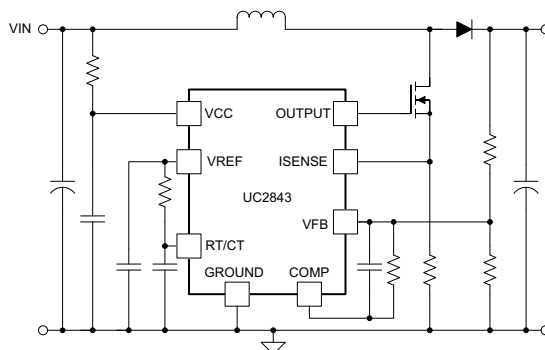 VIN
VCC
OUTPUT
VREF
ISENSE
UC2843
VFB
RT/CT
GROUND
COMP